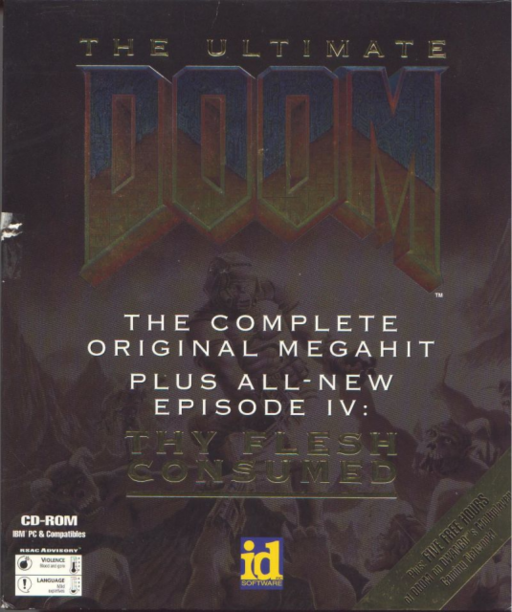 THE ULTIMATE
DOOM
TM
THE COMPLETE
ORIGINAL MEGAHIT
PLUS ALL-NEW
EPISODE IV:
THY FLESH
CONSUMED
CD-ROM
IBM PC & Compatibles
RSAC ADVISORY
VIOLENCE
LANGUAGE
id
SOFTWARE
Plus FIVE FREE HOURS